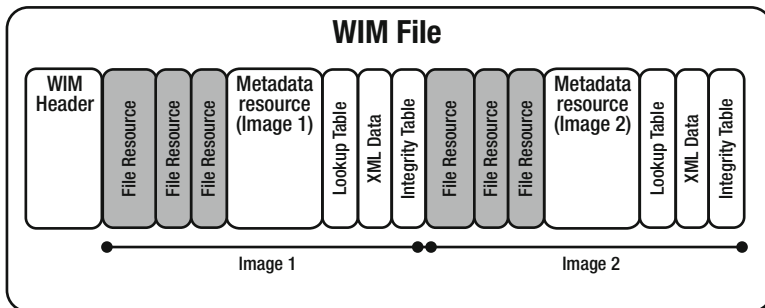 WIM File
WIM
Header
File Resource
File Resource
File Resource
Metadata
resource
(Image 1)
Lookup Table
XML Data
Integrity Table
File Resource
File Resource
File Resource
Metadata
resource
(Image 2)
Lookup Table
XML Data
Integrity Table
Image 1
Image 2